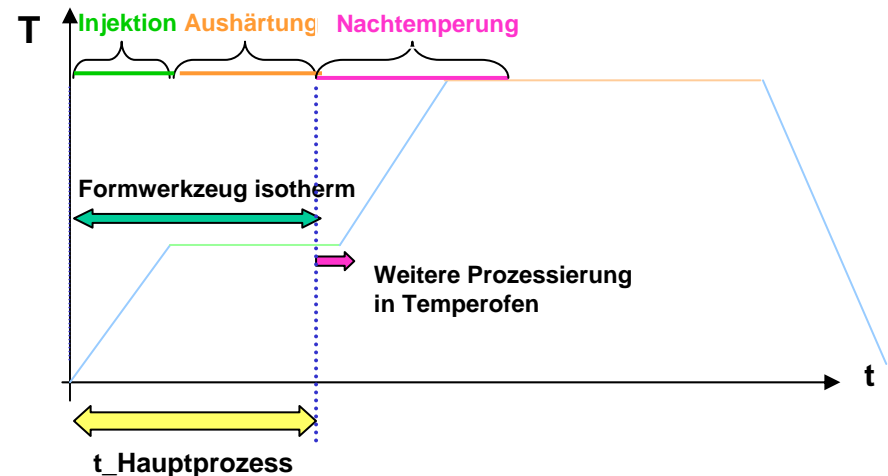 T
Injektion Aushärtung Nachtemperung
Formwerkzeug isotherm
Weitere Prozessierung
in Temperofen
t
t_Hauptprozess